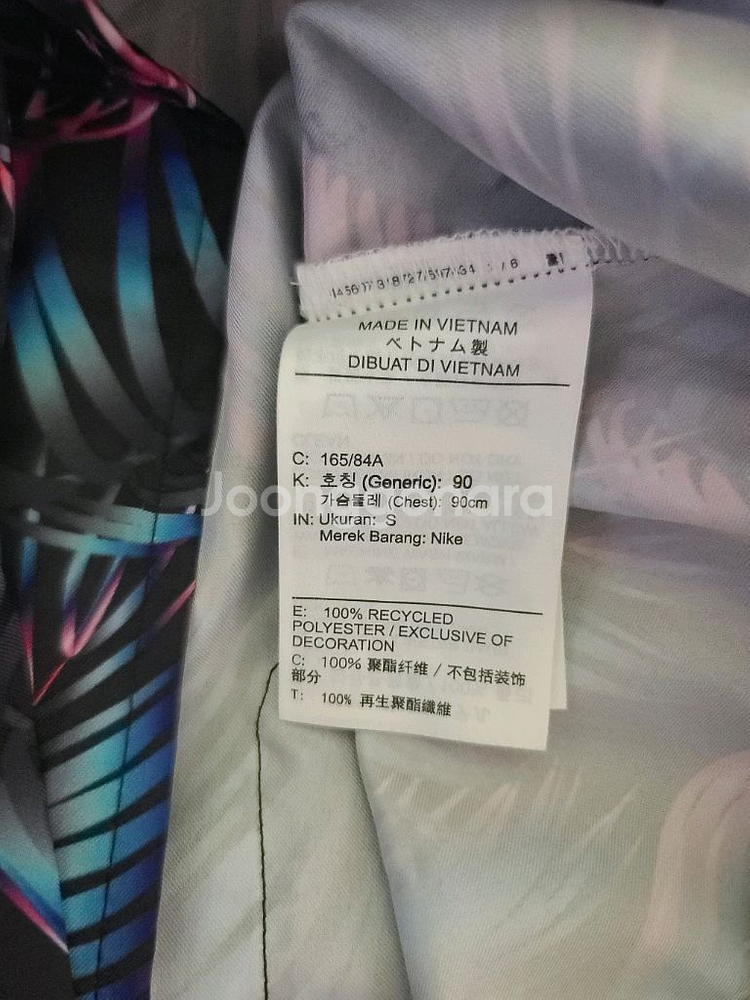 MADE IN VIETNAM
ベトナム製
DIBUAT DI VIETNAM
C: 165/84A
K: 호칭 (Generic): 90
가슴둘레 (Chest): 90cm
IN: Ukuran: S
Merek Barang: Nike
E: 100% RECYCLED
POLYESTER / EXCLUSIVE OF
DECORATION
C: 100% 聚酯纤维 / 不包括装饰
部分
T: 100% 再生聚酯纖維